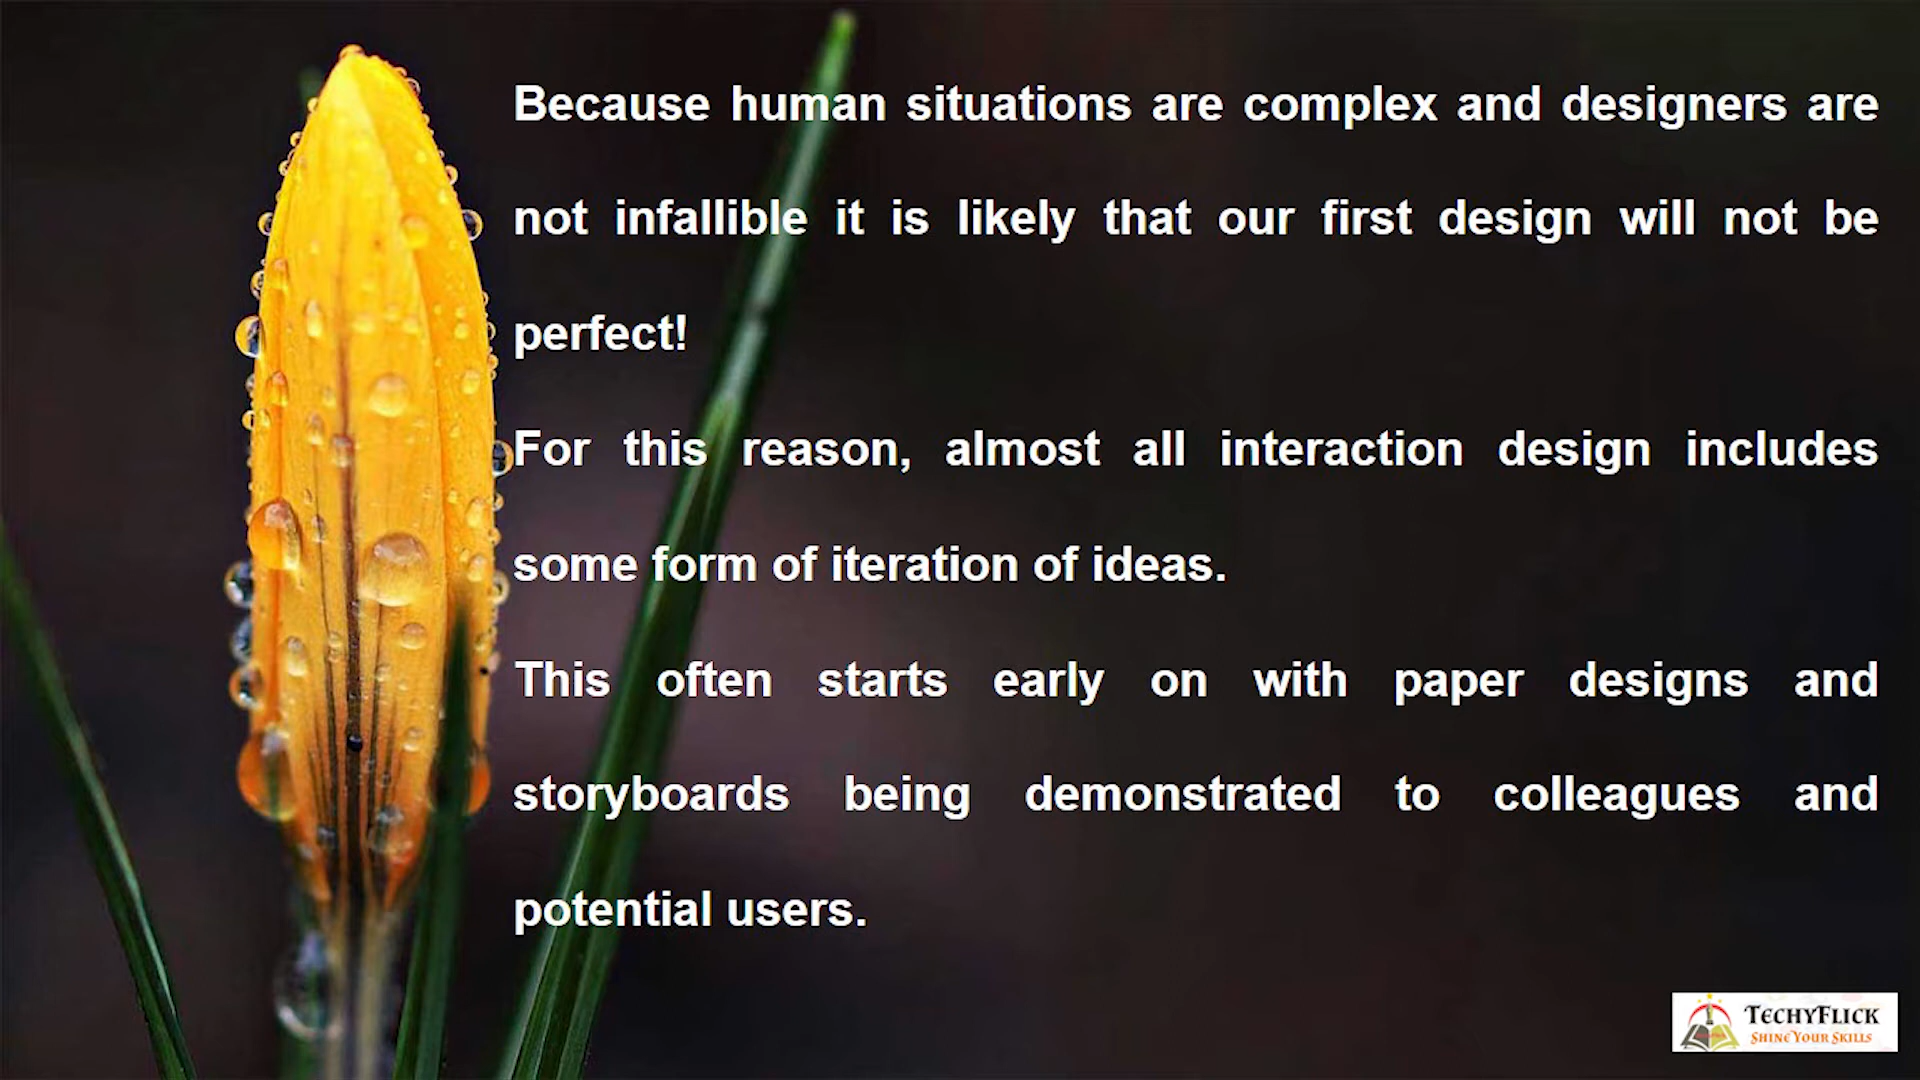 Because human situations are complex and designers are
not infallible it is likely that our first design will not be
perfect!
For this reason, almost all interaction design includes
some form of iteration of ideas.
This often starts early on with paper designs and
storyboards being demonstrated to colleagues and
potential users.
TECHYFLICK
SHINE YOUR SKILLS